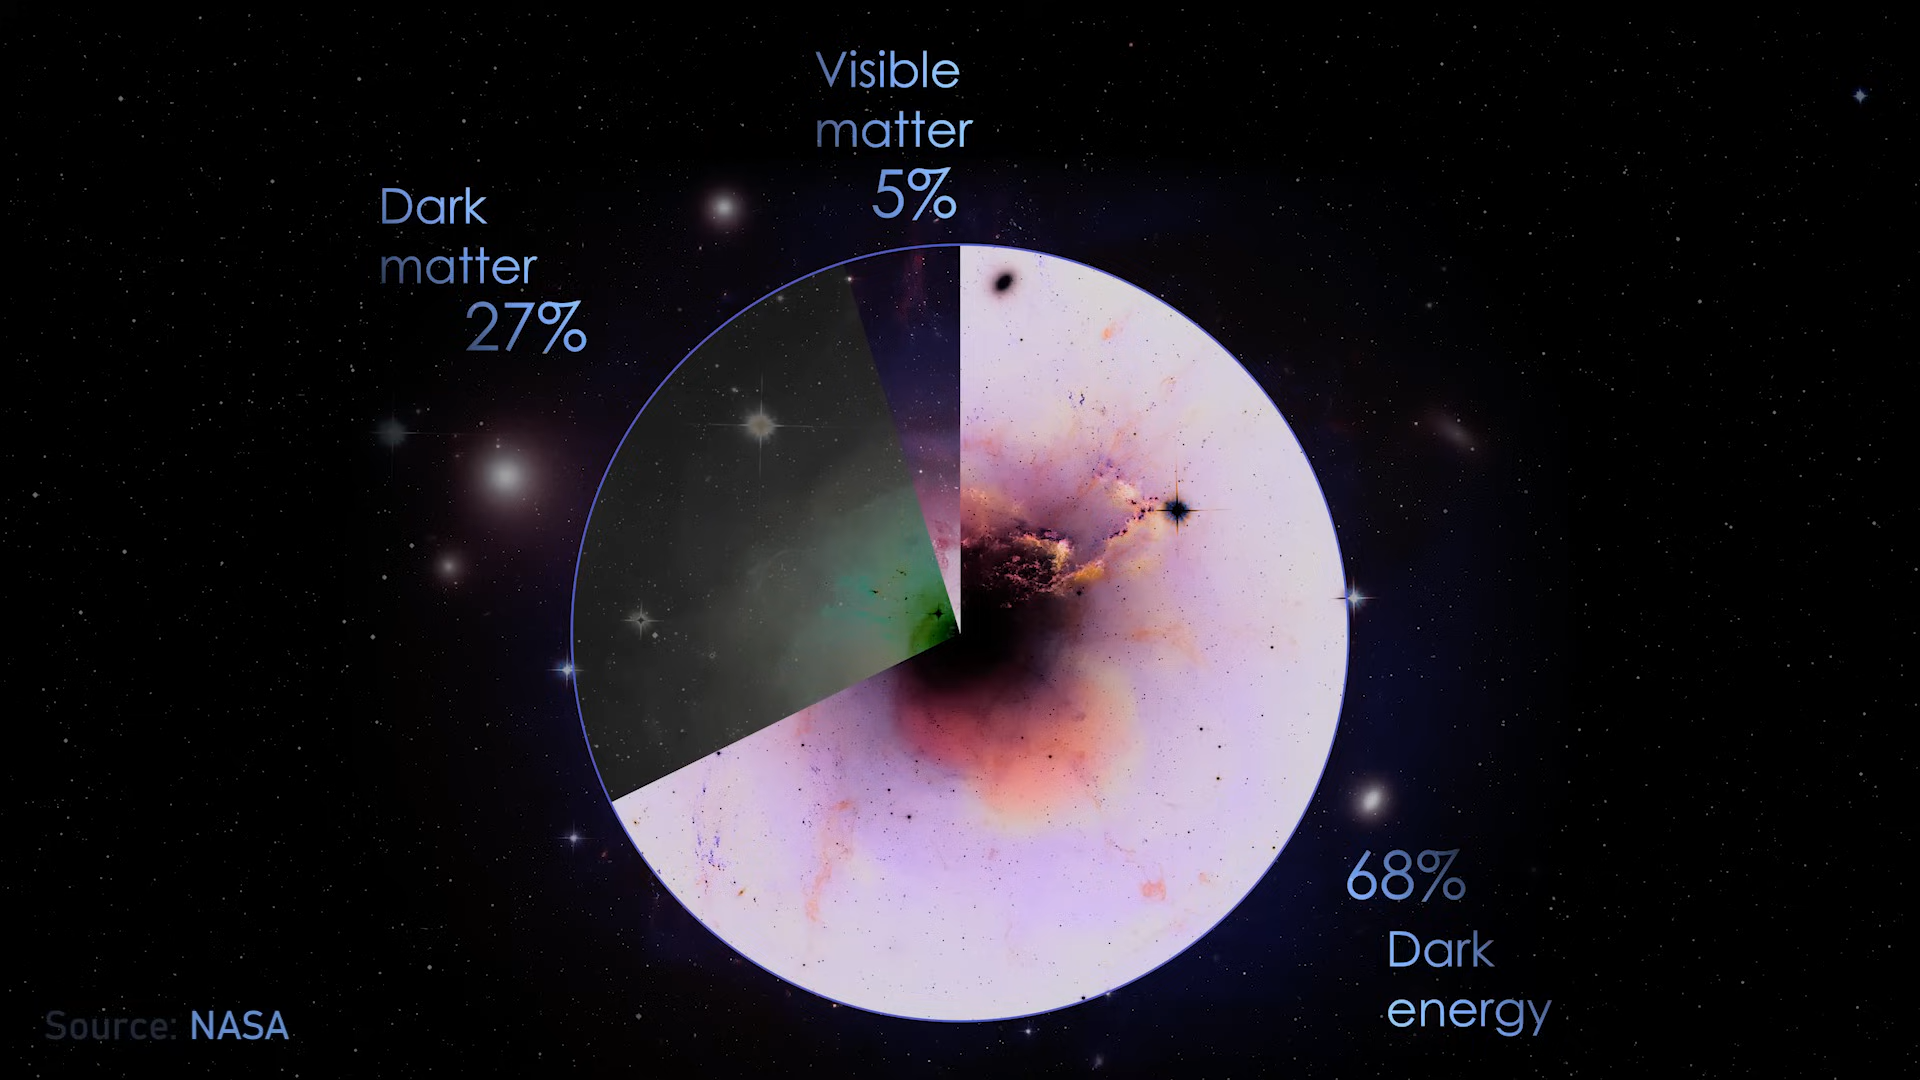 Visible
matter
5%
Dark
matter
27%
68%
Dark
energy
Source: NASA